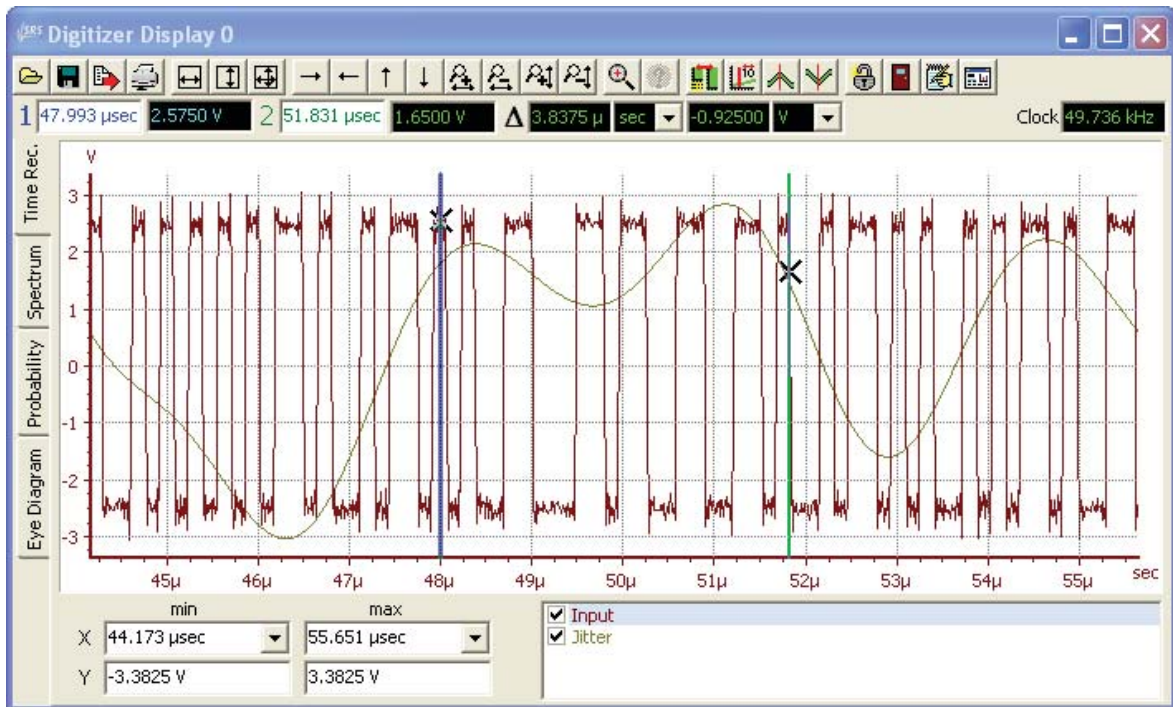 SRS Digitizer Display 0
10
1 47.993 µsec 2.5750 V 2 51.831 µsec 1.6500 V Δ 3.8375 µ sec -0.92500 V Clock 49.736 kHz
Time Rec.
Spectrum
Probability
Eye Diagram
V
3
2
1
0
-1
-2
-3
45µ 46µ 47µ 48µ 49µ 50µ 51µ 52µ 53µ 54µ 55µ sec
min max
X 44.173 µsec 55.651 µsec
Y -3.3825 V 3.3825 V
Input
Jitter